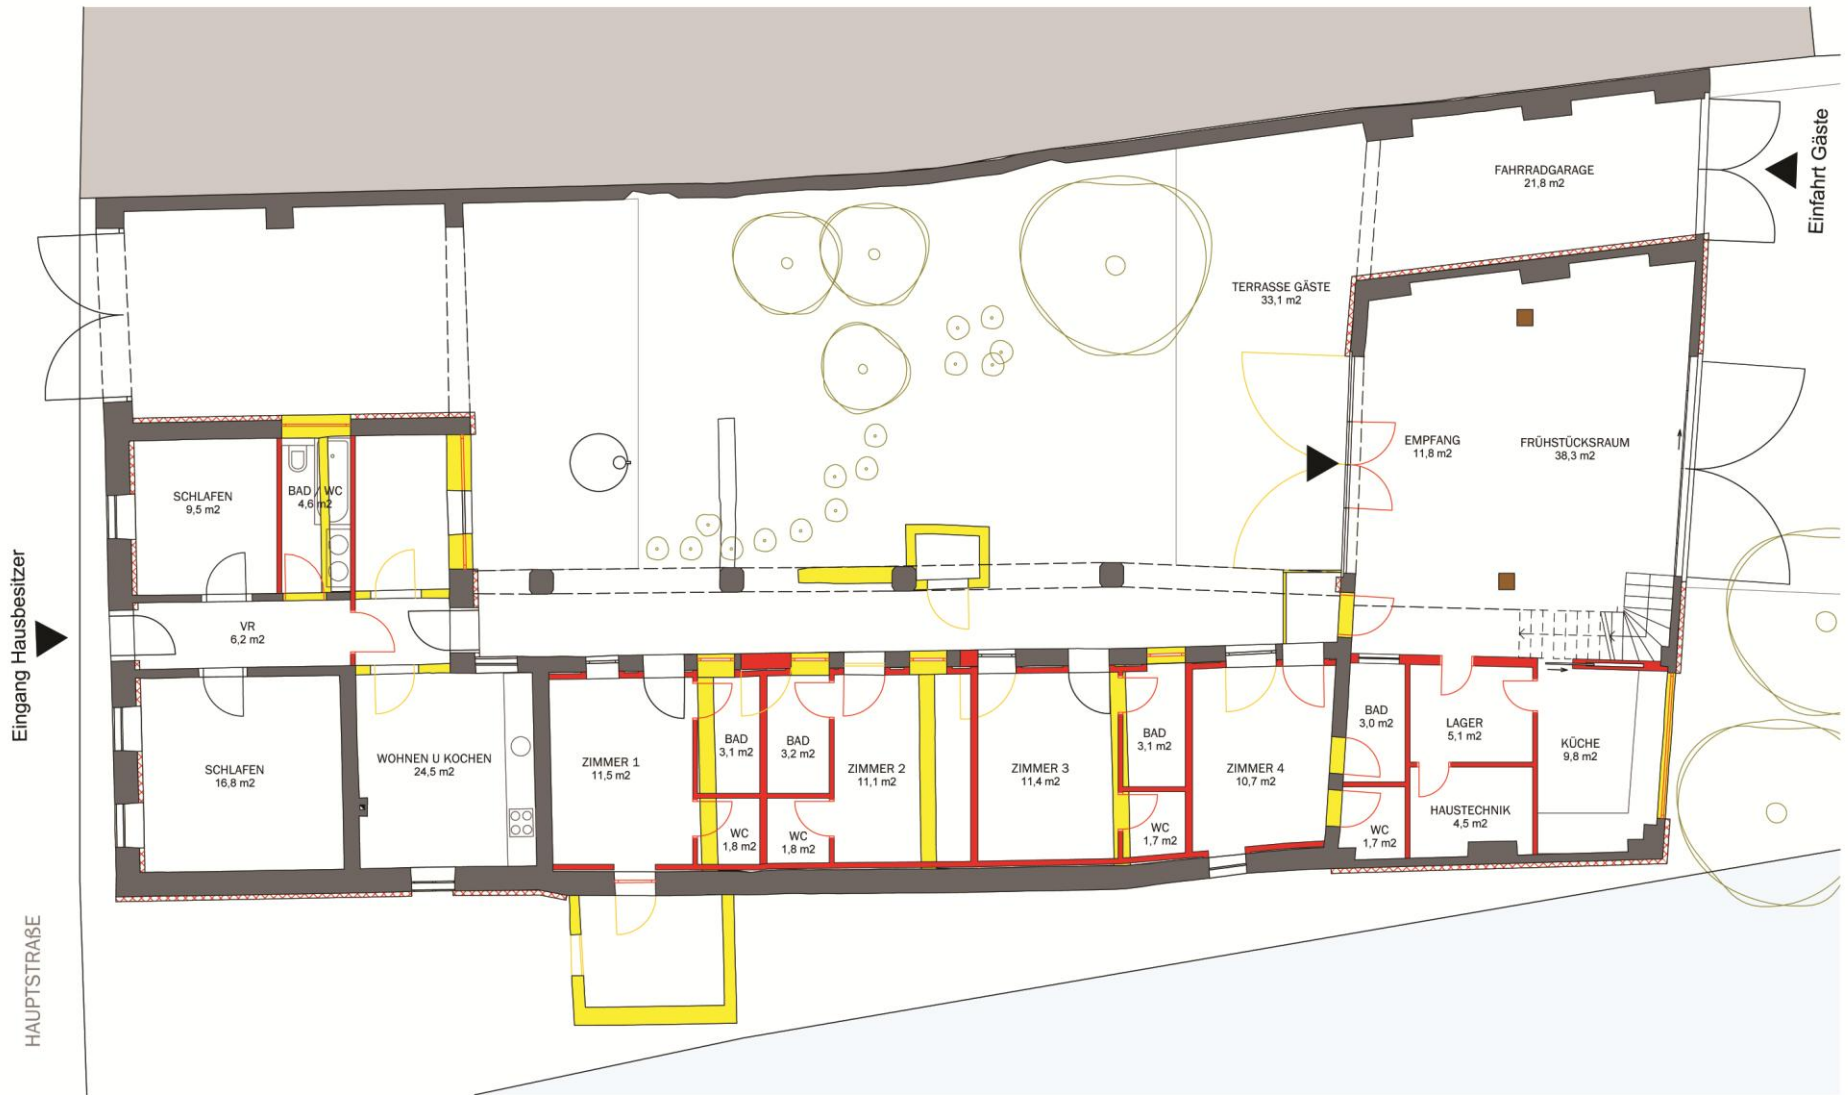 FAHRRADGARAGE
21,8 m2
Einfahrt Gäste
TERRASSE GÄSTE
33,1 m2
EMPFANG
11,8 m2
FRÜHSTÜCKSRAUM
38,3 m2
SCHLAFEN
9,5 m2
BAD / WC
4,6 m2
Eingang Hausbesitzer
VR
6,2 m2
SCHLAFEN
16,8 m2
WOHNEN U KOCHEN
24,5 m2
ZIMMER 1
11,5 m2
BAD
3,1 m2
BAD
3,2 m2
ZIMMER 2
11,1 m2
ZIMMER 3
11,4 m2
BAD
3,1 m2
ZIMMER 4
10,7 m2
BAD
3,0 m2
LAGER
5,1 m2
KÜCHE
9,8 m2
WC
1,8 m2
WC
1,8 m2
WC
1,7 m2
WC
1,7 m2
HAUSTECHNIK
4,5 m2
HAUPTSTRAßE